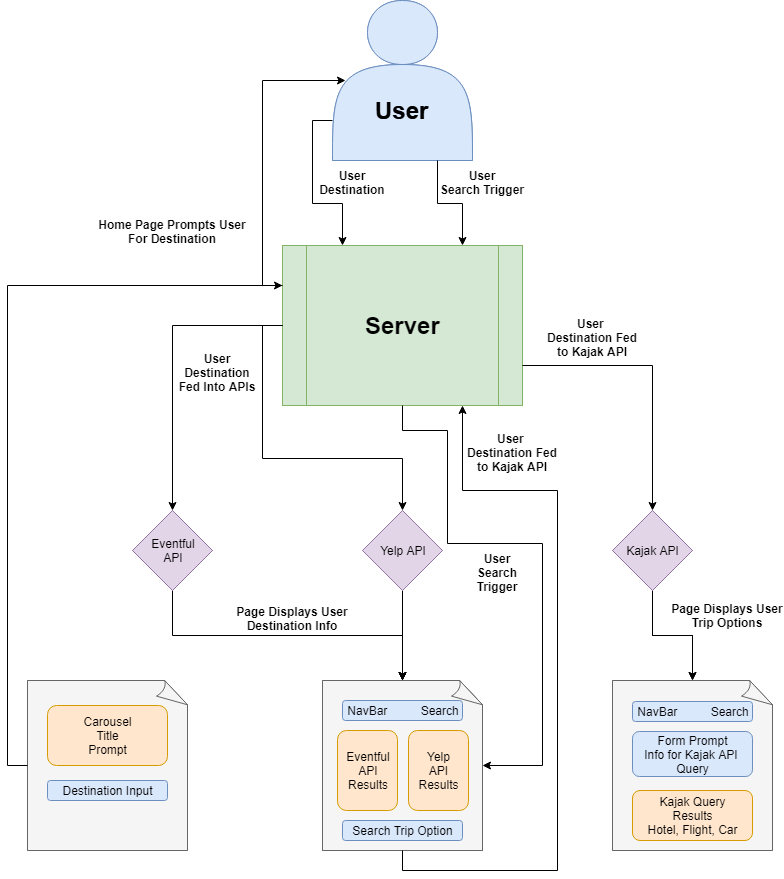 User
User
Destination
User
Search Trigger
Home Page Prompts User
For Destination
Server
User
Destination
Fed Into APIs
User
Destination Fed
to Kajak API
User
Destination Fed
to Kajak API
Eventful
API
Yelp API
Kajak API
User
Search
Trigger
Page Displays User
Destination Info
Page Displays User
Trip Options
Carousel
Title
Prompt
Destination Input
NavBar Search
Eventful
API
Results
Yelp
API
Results
Search Trip Option
NavBar Search
Form Prompt
Info for Kajak API
Query
Kajak Query
Results
Hotel, Flight, Car